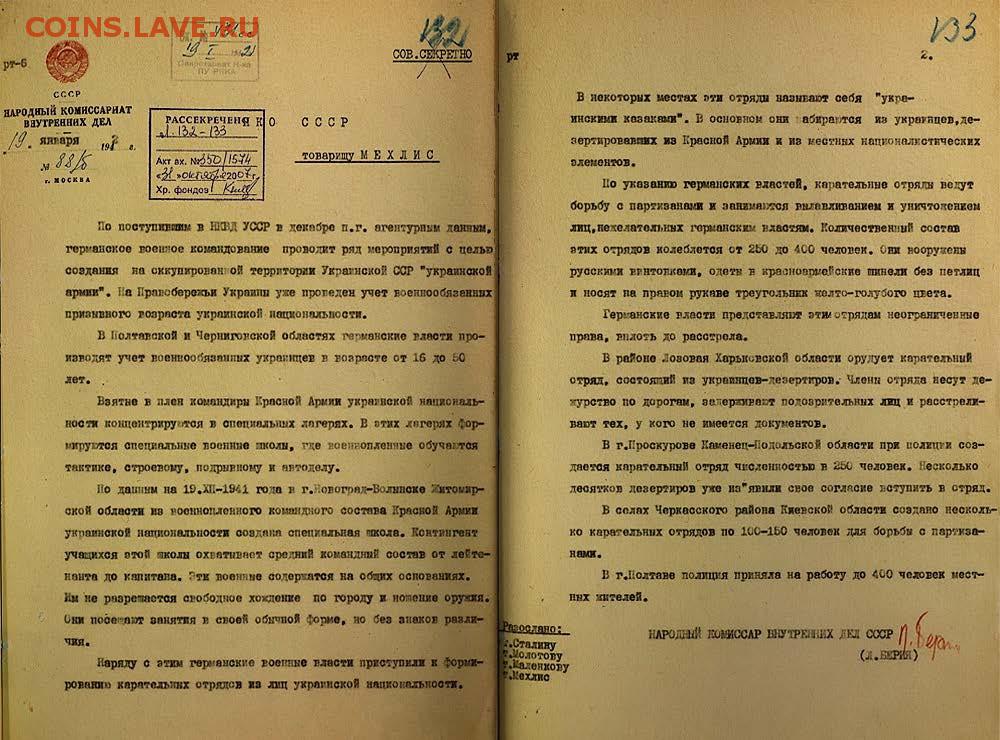 COINS.LAVE.RU
132
СОВ.СЕКРЕТНО
рт-6
19 I
Секретариат Н-ка
ПУ РККА
СССР
НАРОДНЫЙ КОМИССАРИАТ
ВНУТРЕННИХ ДЕЛ
19. января 1942 г.
№ 88/Б
г. МОСКВА
РАССЕКРЕЧЕН
л. 132-133
Акт вх. №350/1574
«31» октября 2007 г.
Хр. фондов
К О СССР
товарищу МЕХЛИС
По поступившим в НКВД УССР в декабре п.г. агентурным данным,
германское военное командование проводит ряд мероприятий с целью
создания на оккупированной территории Украинской ССР "украинской
армии". На Правобережьи Украины уже проведен учет военнообязанных
призывного возраста украинской национальности.
В Полтавской и Черниговской областях германские власти про-
изводят учет военнообязанных украинцев в возрасте от 16 до 50
лет.
Взятые в плен командиры Красной Армии украинской националь-
ности концентрируются в специальных лагерях. В этих лагерях фор-
мируются специальные военные школы, где военнопленные обучаются
тактике, строевому, подрывному и автоделу.
По данным на 19.XII-1941 года в г.Новоград-Волынске Житомир-
ской области из военнопленного командного состава Красной Армии
украинской национальности создана специальная школа. Контингент
учащихся этой школы охватывает средний командный состав от лейте-
нанта до капитана. Эти военные содержатся на общих основаниях.
Им не разрешается свободное хождение по городу и ношение оружия.
Они посещают занятия в своей обычной форме, но без знаков разли-
чия.
Наряду с этим германские военные власти приступили к форми-
рованию карательных отрядов из лиц украинской национальности.
133
рт
2.
В некоторых местах эти отряды называют себя "укра-
инскими казаками". В основном они набираются из украинцев,де-
зертировавших из Красной Армии и из местных националистических
элементов.
По указанию германских властей, карательные отряды ведут
борьбу с партизанами и занимаются вылавливанием и уничтожением
лиц,нежелательных германским властям. Количественный состав
этих отрядов колеблется от 250 до 400 человек. Они вооружены
русскими винтовками, одеты в красноармейские шинели без петлиц
и носят на правом рукаве треугольник желто-голубого цвета.
Германские власти представляют этим отрядам неограниченные
права, вплоть до расстрела.
В районе Лозовая Харьковской области орудует карательный
отряд, состоящий из украинцев-дезертиров. Члены отряда несут де-
журство по дорогам, задерживают подозрительных лиц и расстрели-
вают тех, у кого не имеется документов.
В г.Проскурове Каменец-Подольской области при полиции соз-
дается карательный отряд численностью в 250 человек. Несколько
десятков дезертиров уже из"явили свое согласие вступить в отряд.
В селах Черкасского района Киевской области создано несколь-
ко карательных отрядов по 100-150 человек для борьбы с партиза-
нами.
В г.Полтаве полиция приняла на работу до 400 человек мест-
ных жителей.
Разослано:
т.Сталину
т.Молотову
т.Маленкову
т.Мехлис
НАРОДНЫЙ КОМИССАР ВНУТРЕННИХ ДЕЛ СССР
Л. Берия
(Л.БЕРИЯ)